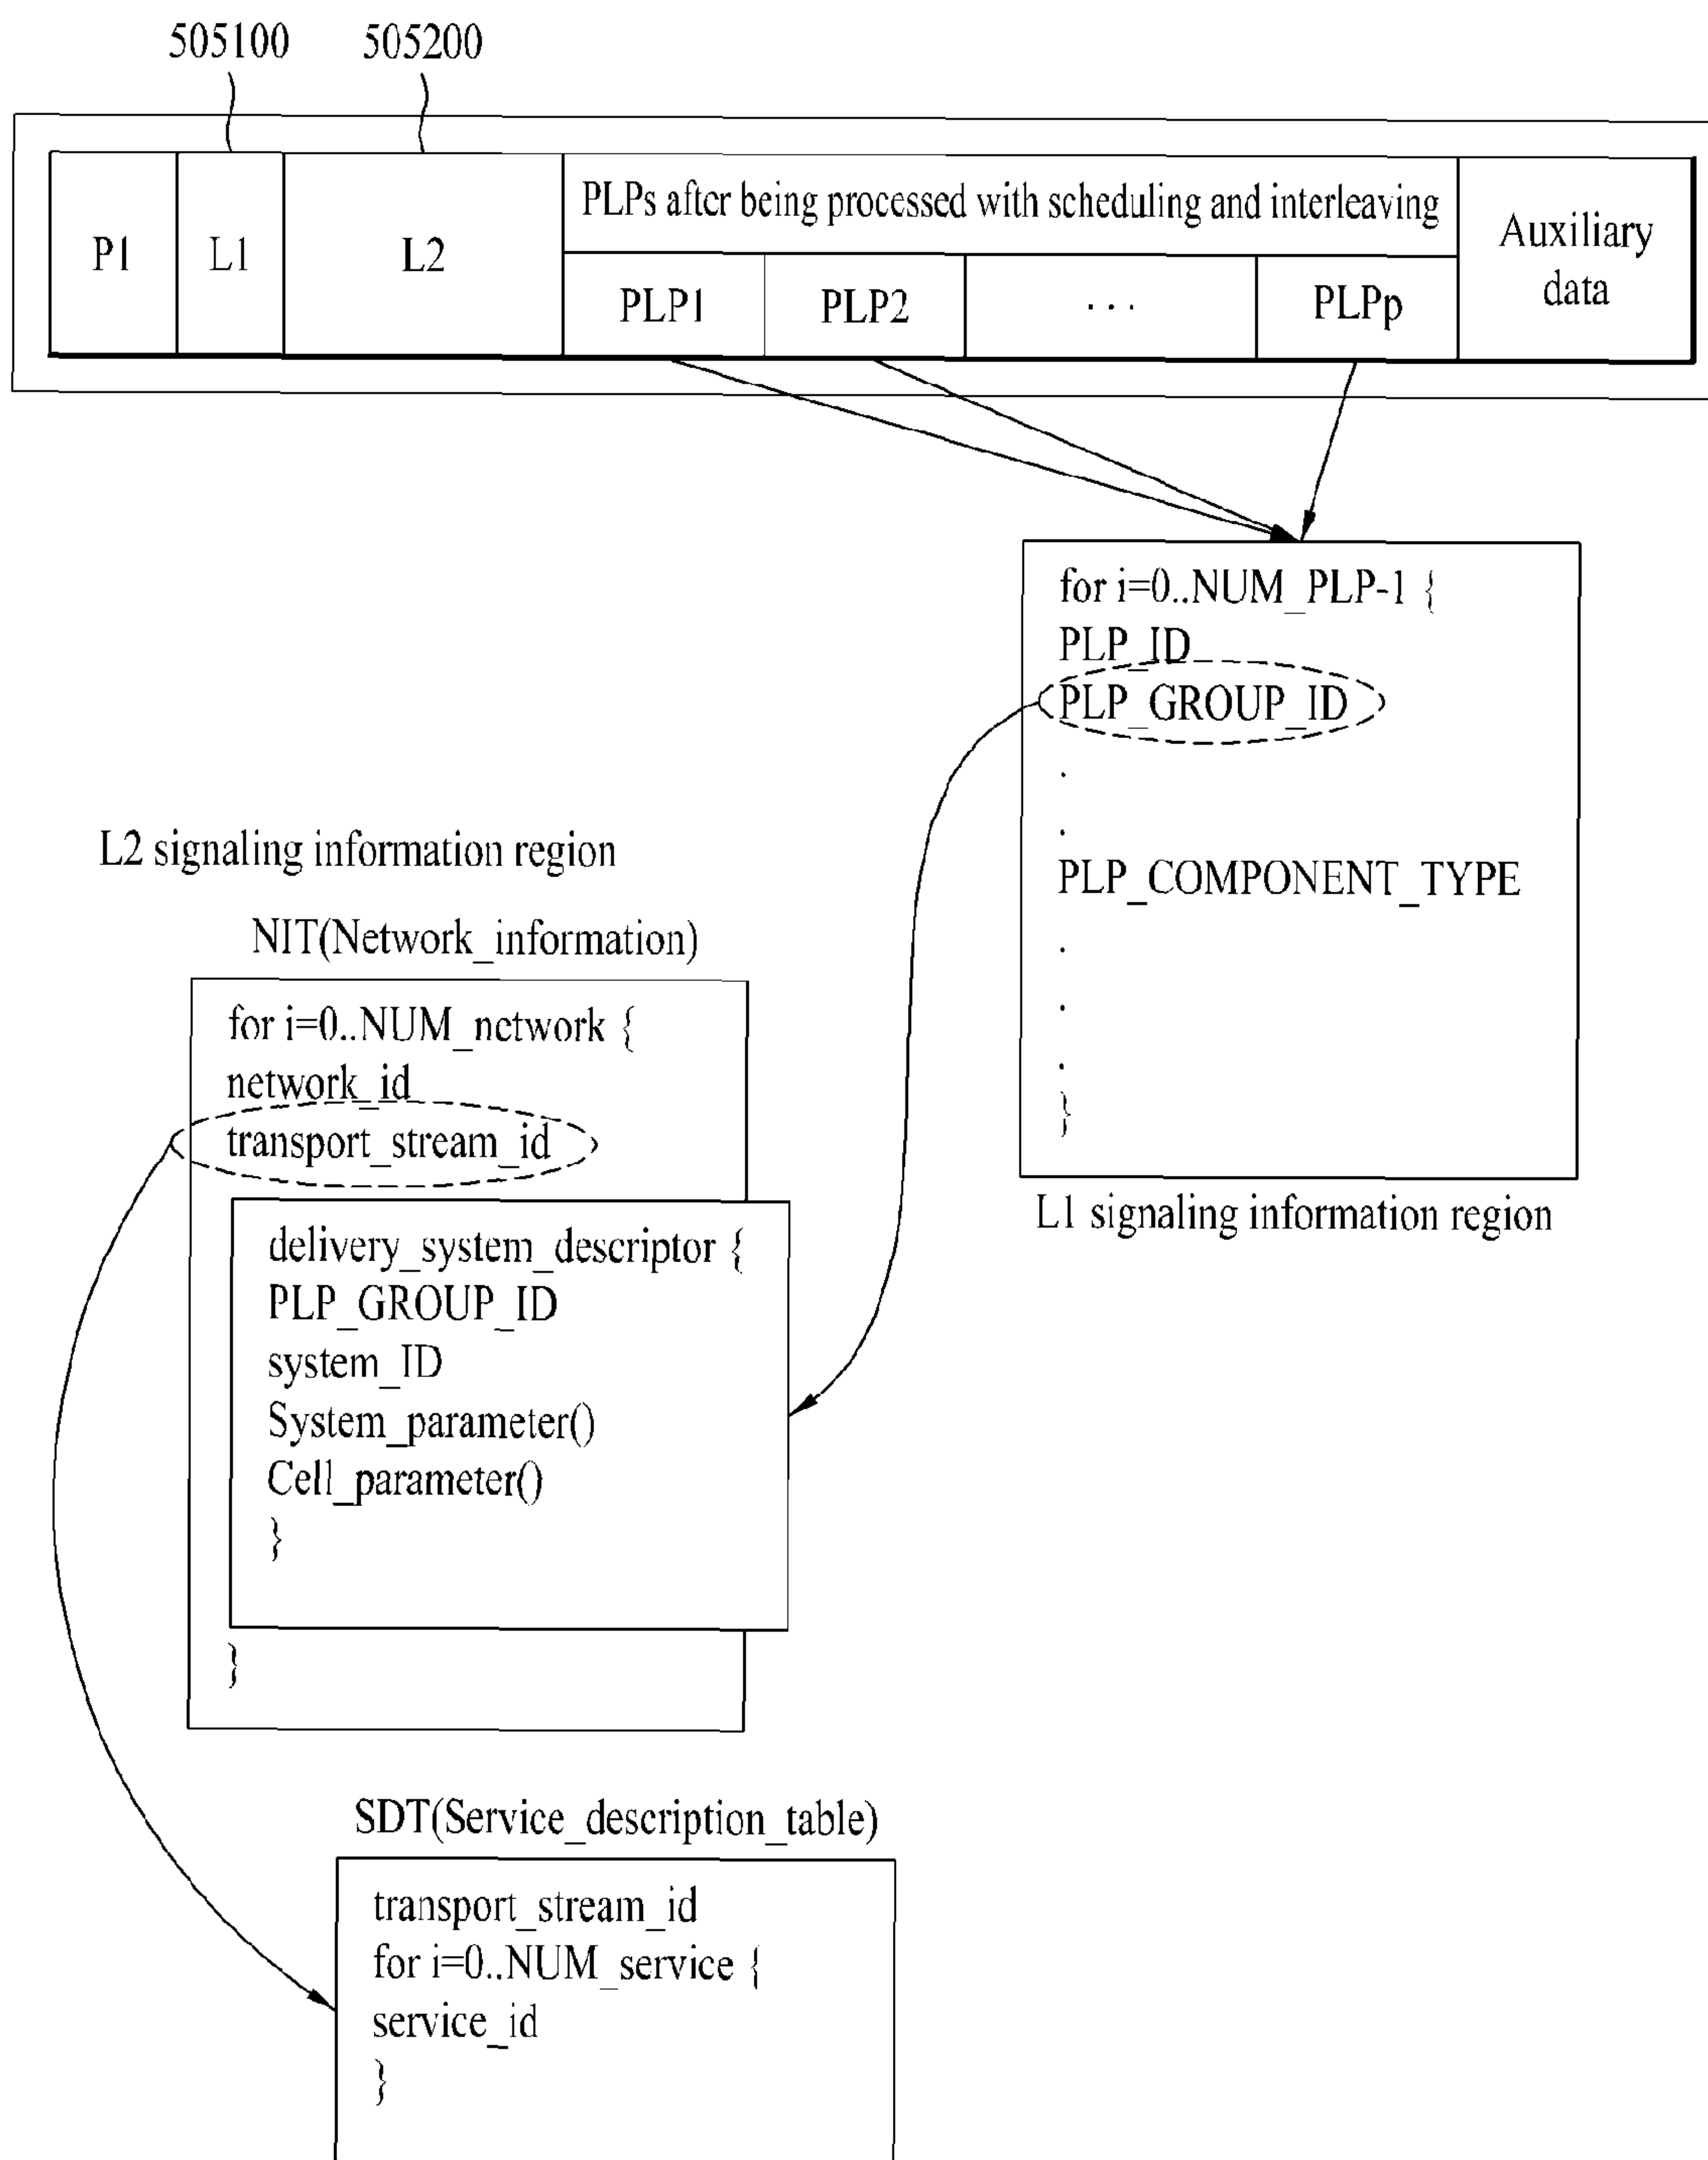 505100 505200
PLPs after being processed with scheduling and interleaving
P1 L1 L2
Auxiliary
data
PLP1 PLP2 ... PLPp
for i=0..NUM_PLP-1 {
PLP_ID
PLP_GROUP_ID
.
.
PLP_COMPONENT_TYPE
.
.
.
}
L1 signaling information region
L2 signaling information region
NIT(Network_information)
for i=0..NUM_network {
network_id
transport_stream_id
delivery_system_descriptor {
PLP_GROUP_ID
system_ID
System_parameter()
Cell_parameter()
}
}
SDT(Service_description_table)
transport_stream_id
for i=0..NUM_service {
service_id
}